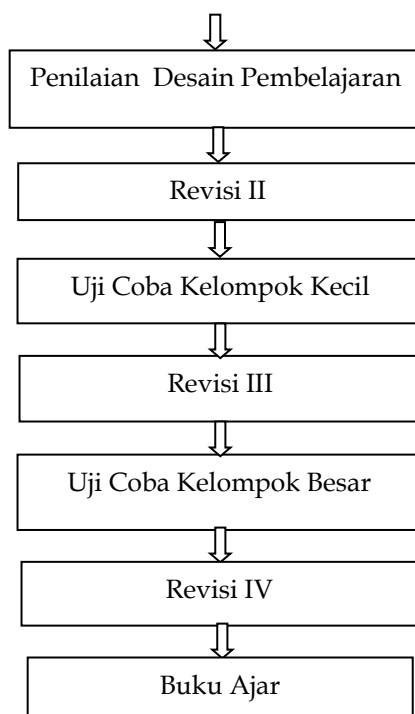 Penilaian Desain Pembelajaran
Revisi II
Uji Coba Kelompok Kecil
Revisi III
Uji Coba Kelompok Besar
Revisi IV
Buku Ajar